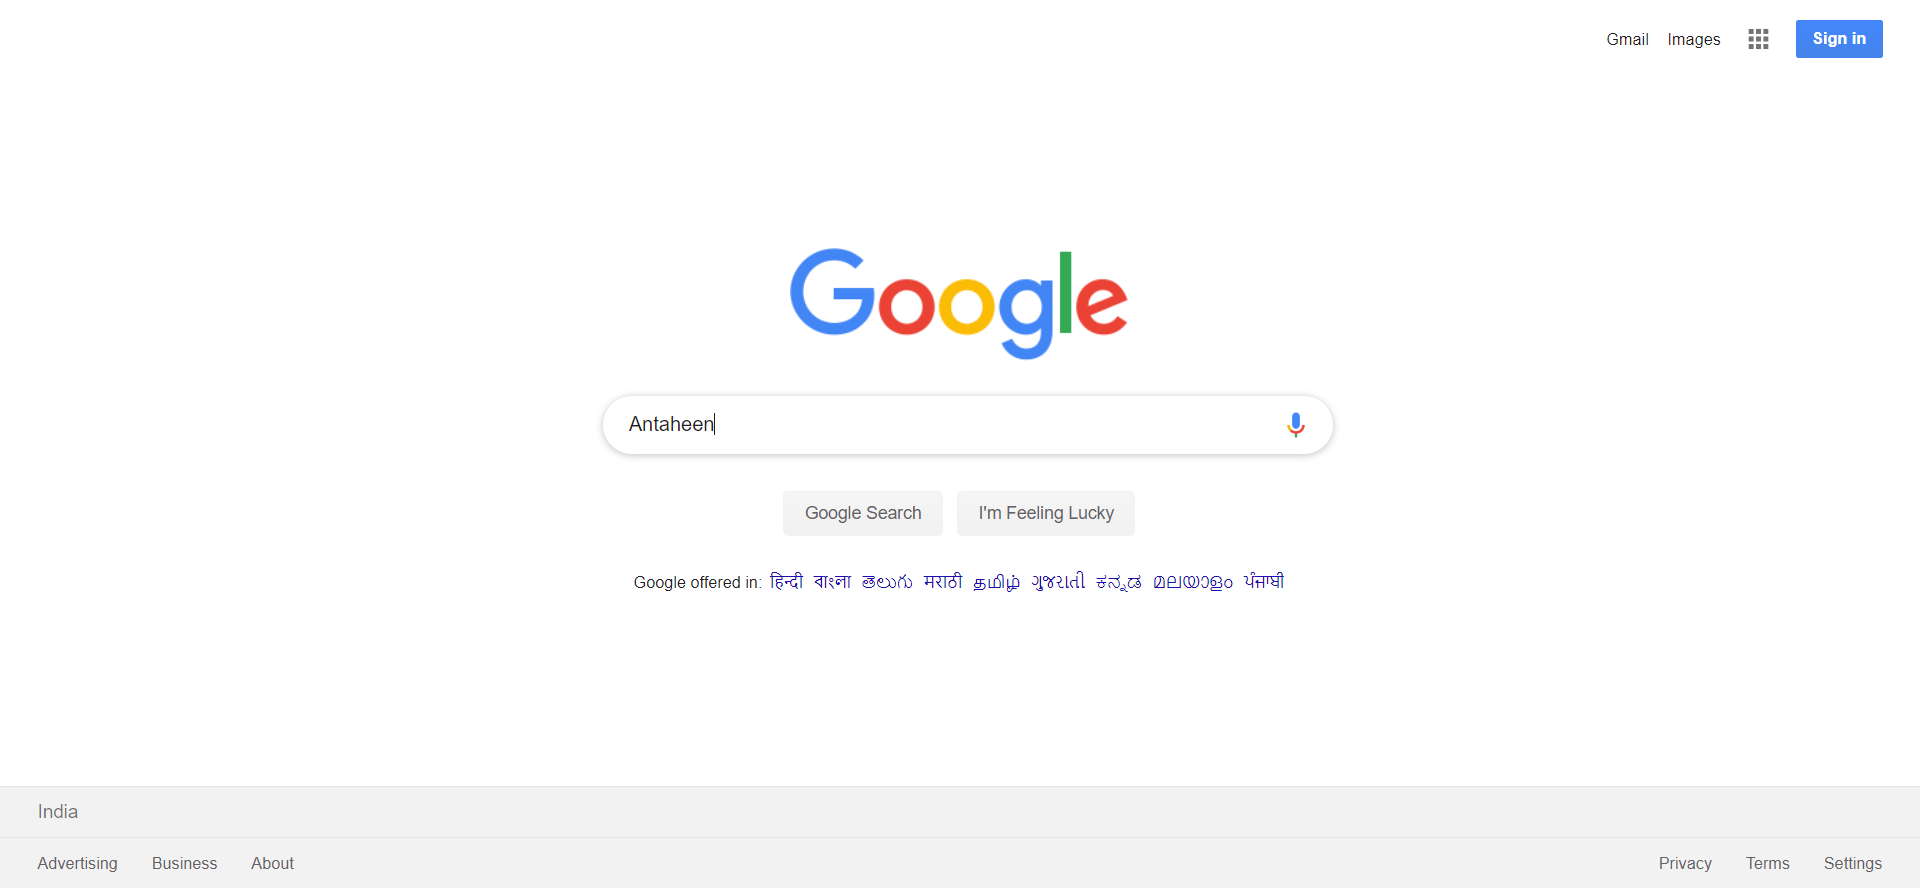 Gmail Images Sign in
Google
Antaheen
Google Search I'm Feeling Lucky
Google offered in: हिन्दी বাংলা తెలుగు मराठी தமிழ் ગુજરાતી ಕನ್ನಡ മലയാളം ਪੰਜਾਬੀ
India
Advertising Business About Privacy Terms Settings